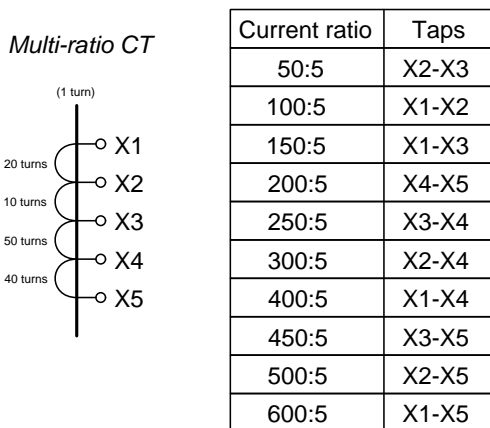 Multi-ratio CT
(1 turn)
X1
20 turns
X2
10 turns
X3
50 turns
X4
40 turns
X5
Current ratio Taps
50:5 X2-X3
100:5 X1-X2
150:5 X1-X3
200:5 X4-X5
250:5 X3-X4
300:5 X2-X4
400:5 X1-X4
450:5 X3-X5
500:5 X2-X5
600:5 X1-X5